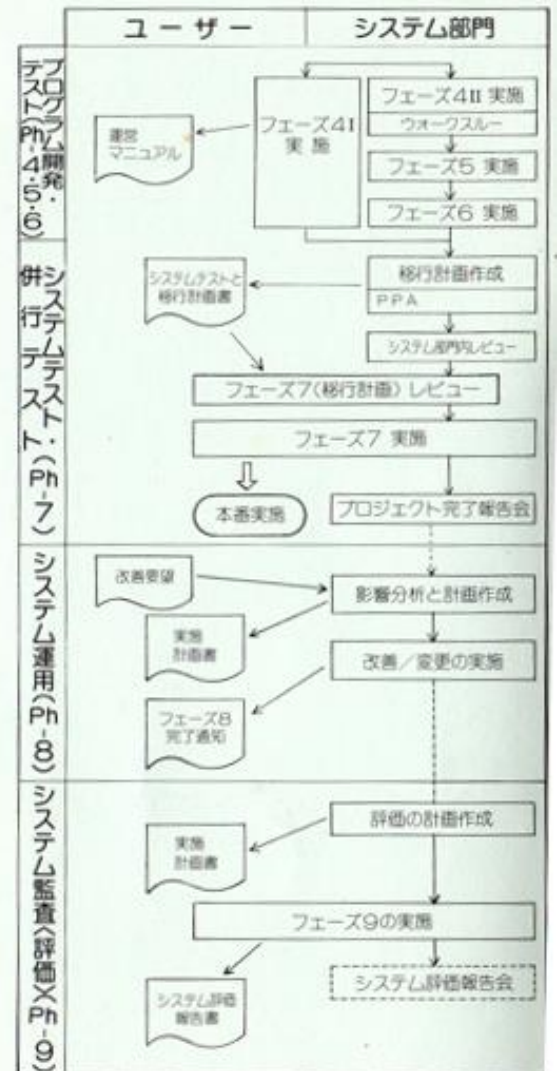 ユーザー
システム部門
プログラム開発・
テスト(Ph-4・5・6)
フェーズ4I
実施
フェーズ4II 実施
ウォークスルー
運営
マニュアル
フェーズ5 実施
フェーズ6 実施
システムテスト・
併行テスト・(Ph-7)
移行計画作成
PPA
システムテストと
移行計画書
システム部門内レビュー
フェーズ7(移行計画)レビュー
フェーズ7 実施
本番実施
プロジェクト完了報告会
システム運用(Ph-8)
改善要望
影響分析と計画作成
実施
計画書
改善/変更の実施
フェーズ8
完了通知
システム監査(評価)(Ph-9)
評価の計画作成
実施
計画書
フェーズ9の実施
システム評価報告会
システム評価
報告書